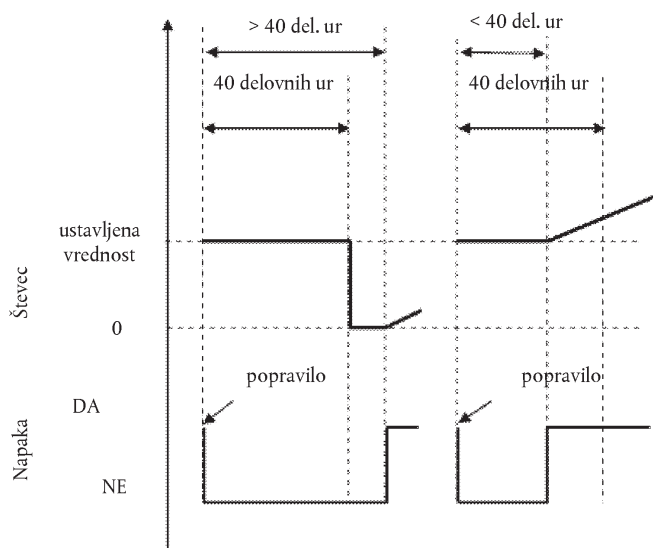 > 40 del. ur
< 40 del. ur
40 delovnih ur
40 delovnih ur
ustavljena
vrednost
Števec
0
popravilo
popravilo
DA
Napaka
NE